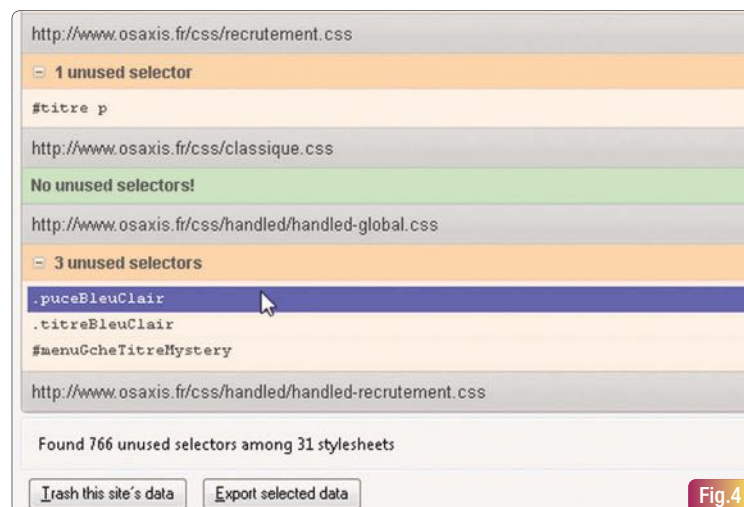 http://www.osaxis.fr/css/recrutement.css
1 unused selector
#titre p
http://www.osaxis.fr/css/classique.css
No unused selectors!
http://www.osaxis.fr/css/handled/handled-global.css
3 unused selectors
.puceBleuClair
.titreBleuClair
#menuGcheTitreMystery
http://www.osaxis.fr/css/handled/handled-recrutement.css
Found 766 unused selectors among 31 stylesheets
Trash this site's data
Export selected data
Fig.4